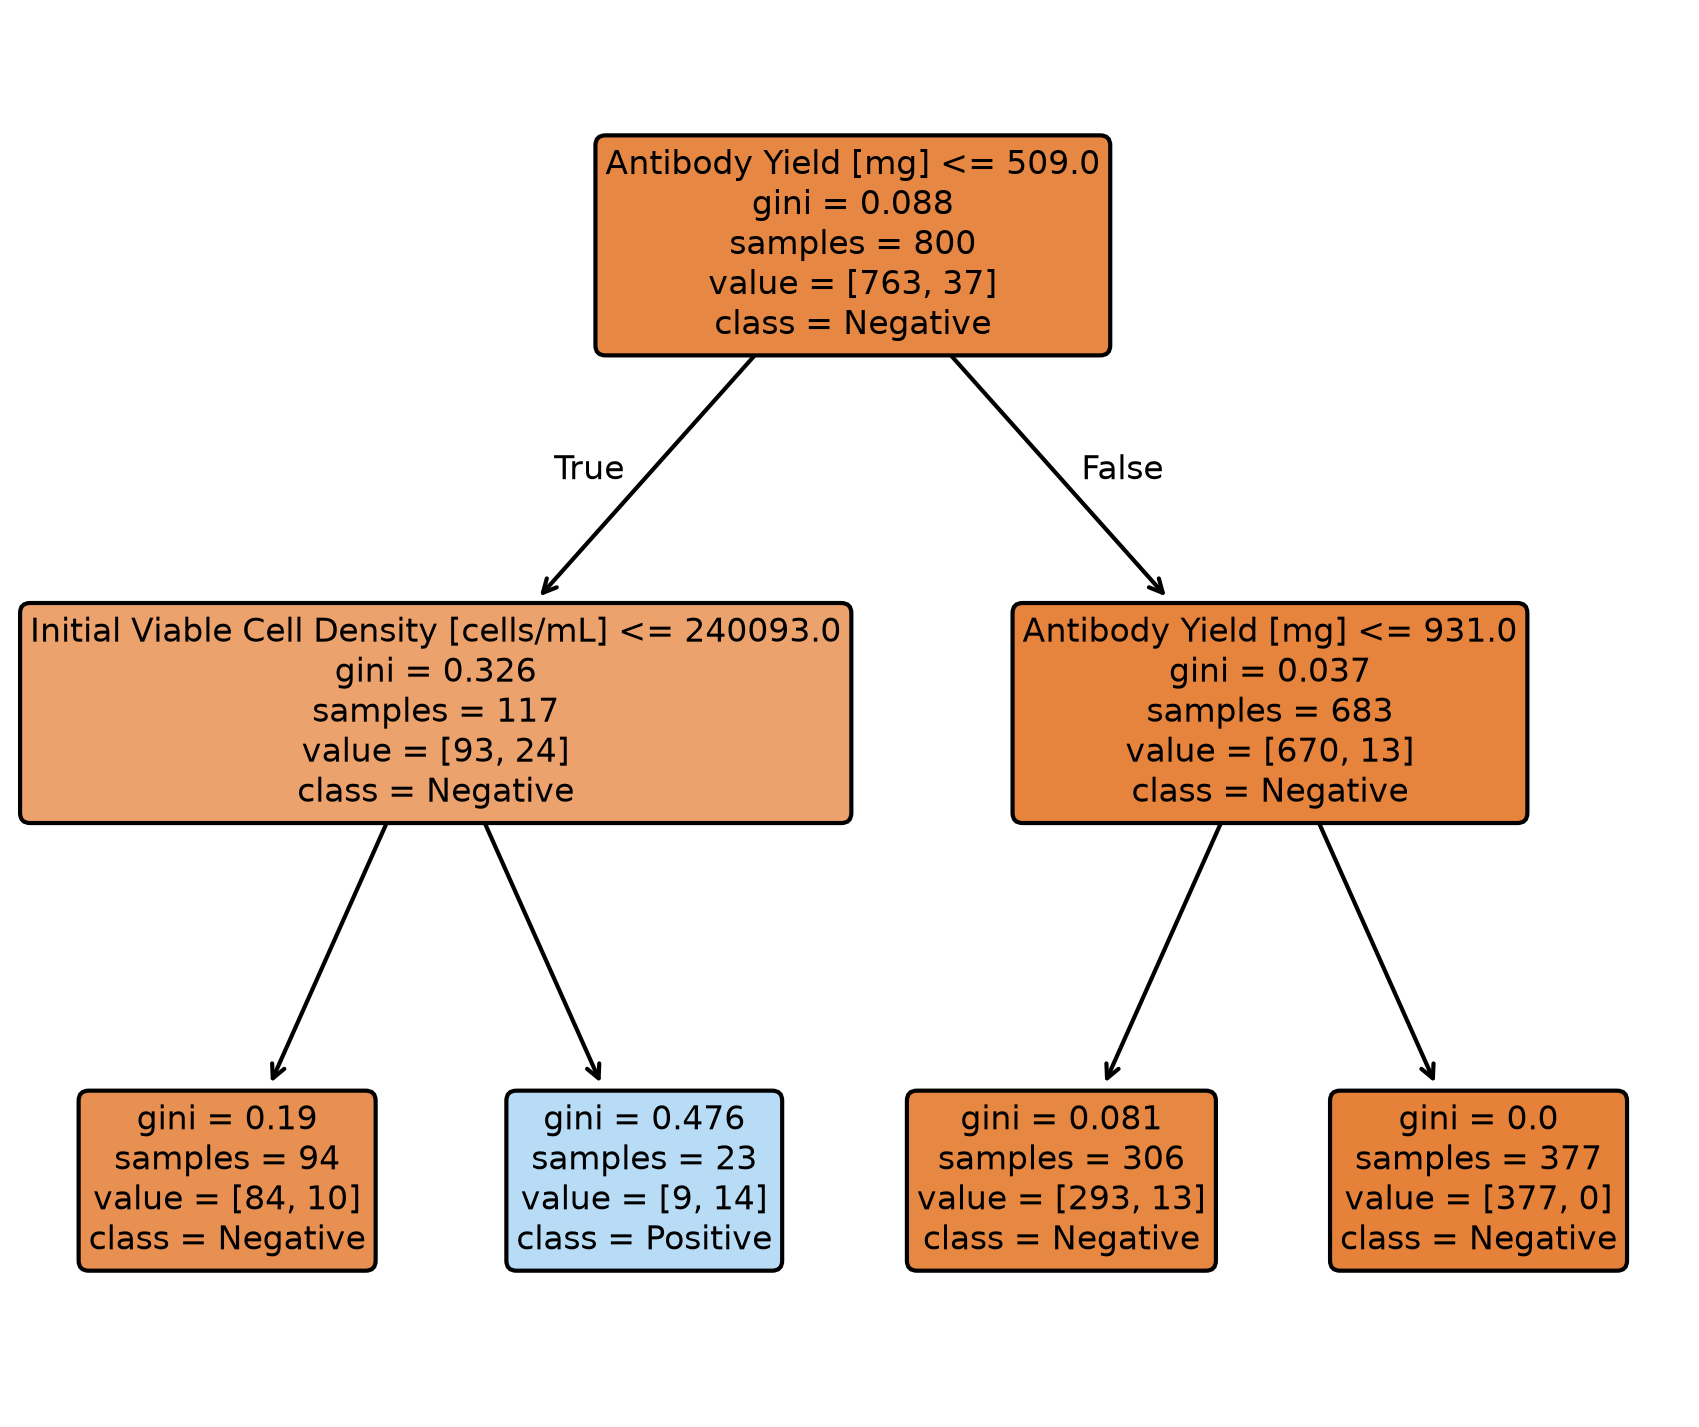 Antibody Yield [mg] <= 509.0
gini = 0.088
samples = 800
value = [763, 37]
class = Negative
True
False
Initial Viable Cell Density [cells/mL] <= 240093.0
gini = 0.326
samples = 117
value = [93, 24]
class = Negative
Antibody Yield [mg] <= 931.0
gini = 0.037
samples = 683
value = [670, 13]
class = Negative
gini = 0.19
samples = 94
value = [84, 10]
class = Negative
gini = 0.476
samples = 23
value = [9, 14]
class = Positive
gini = 0.081
samples = 306
value = [293, 13]
class = Negative
gini = 0.0
samples = 377
value = [377, 0]
class = Negative